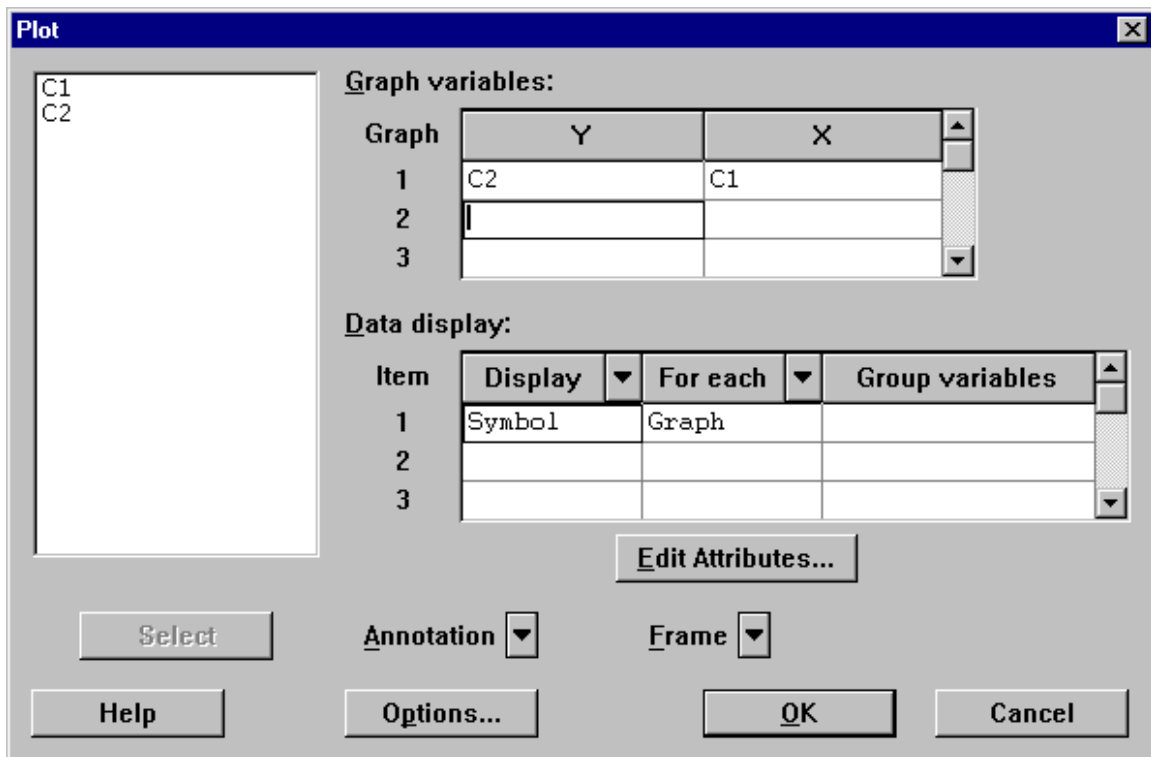 Plot
C1
C2
Graph variables:
Graph Y X
1 C2 C1
2
3
Data display:
Item Display For each Group variables
1 Symbol Graph
2
3
Edit Attributes...
Select Annotation Frame
Help Options... OK Cancel